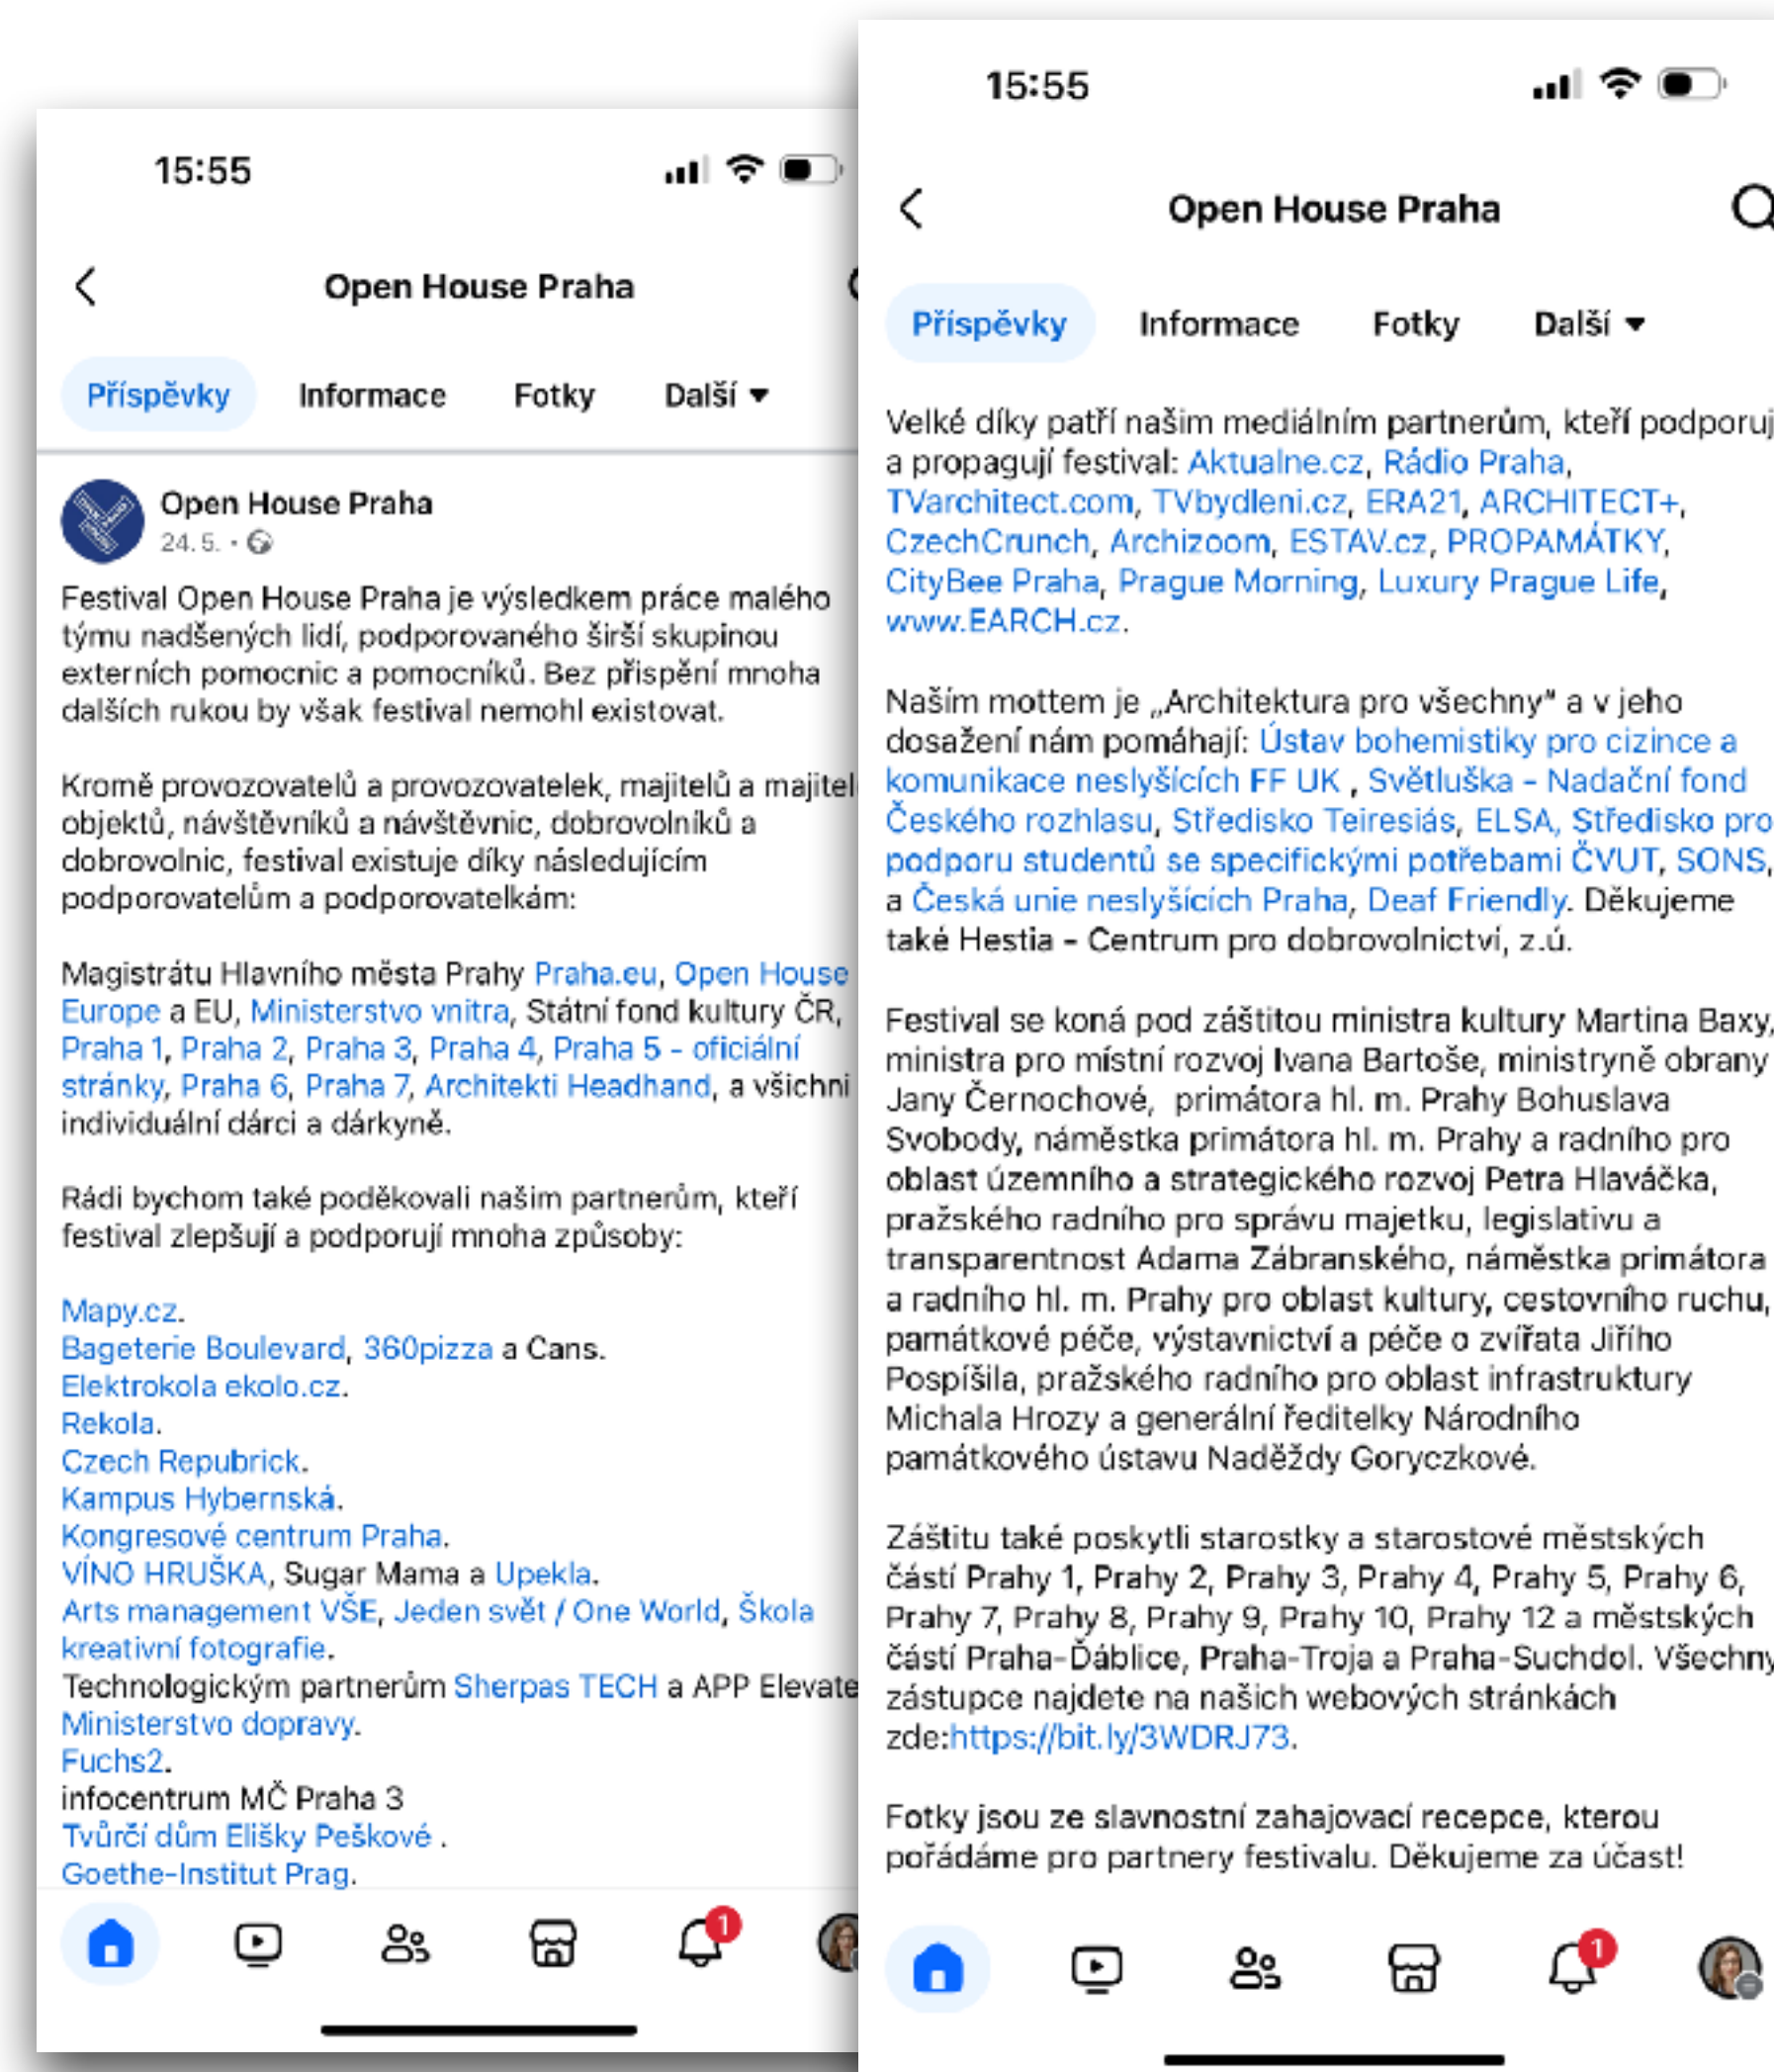 15:55
Open House Praha
Příspěvky Informace Fotky Další
Open House Praha
24. 5. ·
Festival Open House Praha je výsledkem práce malého
týmu nadšených lidí, podporovaného širší skupinou
externích pomocnic a pomocníků. Bez přispění mnoha
dalších rukou by však festival nemohl existovat.
Kromě provozovatelů a provozovatelek, majitelů a majitel
objektů, návštěvníků a návštěvnic, dobrovolníků a
dobrovolnic, festival existuje díky následujícím
podporovatelům a podporovatelkám:
Magistrátu Hlavního města Prahy Praha.eu, Open House
Europe a EU, Ministerstvo vnitra, Státní fond kultury ČR,
Praha 1, Praha 2, Praha 3, Praha 4, Praha 5 - oficiální
stránky, Praha 6, Praha 7, Architekti Headhand, a všichni
individuální dárci a dárkyně.
Rádi bychom také poděkovali našim partnerům, kteří
festival zlepšují a podporují mnoha způsoby:
Mapy.cz.
Bageterie Boulevard, 360pizza a Cans.
Elektrokola ekolo.cz.
Rekola.
Czech Repubrick.
Kampus Hybernská.
Kongresové centrum Praha.
VÍNO HRUŠKA, Sugar Mama a Upekla.
Arts management VŠE, Jeden svět / One World, Škola
kreativní fotografie.
Technologickým partnerům Sherpas TECH a APP Elevate
Ministerstvo dopravy.
Fuchs2.
infocentrum MČ Praha 3
Tvůrčí dům Elišky Peškové .
Goethe-Institut Prag.
1
15:55
Open House Praha
Příspěvky Informace Fotky Další
Velké díky patří našim mediálním partnerům, kteří podporuj
a propagují festival: Aktualne.cz, Rádio Praha,
TVarchitect.com, TVbydleni.cz, ERA21, ARCHITECT+,
CzechCrunch, Archizoom, ESTAV.cz, PROPAMÁTKY,
CityBee Praha, Prague Morning, Luxury Prague Life,
www.EARCH.cz.
Naším mottem je „Architektura pro všechny" a v jeho
dosažení nám pomáhají: Ústav bohemistiky pro cizince a
komunikace neslyšících FF UK , Světluška - Nadační fond
Českého rozhlasu, Středisko Teiresiás, ELSA, Středisko pro
podporu studentů se specifickými potřebami ČVUT, SONS,
a Česká unie neslyšících Praha, Deaf Friendly. Děkujeme
také Hestia - Centrum pro dobrovolnictví, z.ú.
Festival se koná pod záštitou ministra kultury Martina Baxy,
ministra pro místní rozvoj Ivana Bartoše, ministryně obrany
Jany Černochové, primátora hl. m. Prahy Bohuslava
Svobody, náměstka primátora hl. m. Prahy a radního pro
oblast územního a strategického rozvoj Petra Hlaváčka,
pražského radního pro správu majetku, legislativu a
transparentnost Adama Zábranského, náměstka primátora
a radního hl. m. Prahy pro oblast kultury, cestovního ruchu,
památkové péče, výstavnictví a péče o zvířata Jiřího
Pospíšila, pražského radního pro oblast infrastruktury
Michala Hrozy a generální ředitelky Národního
památkového ústavu Naděždy Goryczkové.
Záštitu také poskytli starostky a starostové městských
částí Prahy 1, Prahy 2, Prahy 3, Prahy 4, Prahy 5, Prahy 6,
Prahy 7, Prahy 8, Prahy 9, Prahy 10, Prahy 12 a městských
částí Praha-Ďáblice, Praha-Troja a Praha-Suchdol. Všechny
zástupce najdete na našich webových stránkách
zde:https://bit.ly/3WDRJ73.
Fotky jsou ze slavnostní zahajovací recepce, kterou
pořádáme pro partnery festivalu. Děkujeme za účast!
1